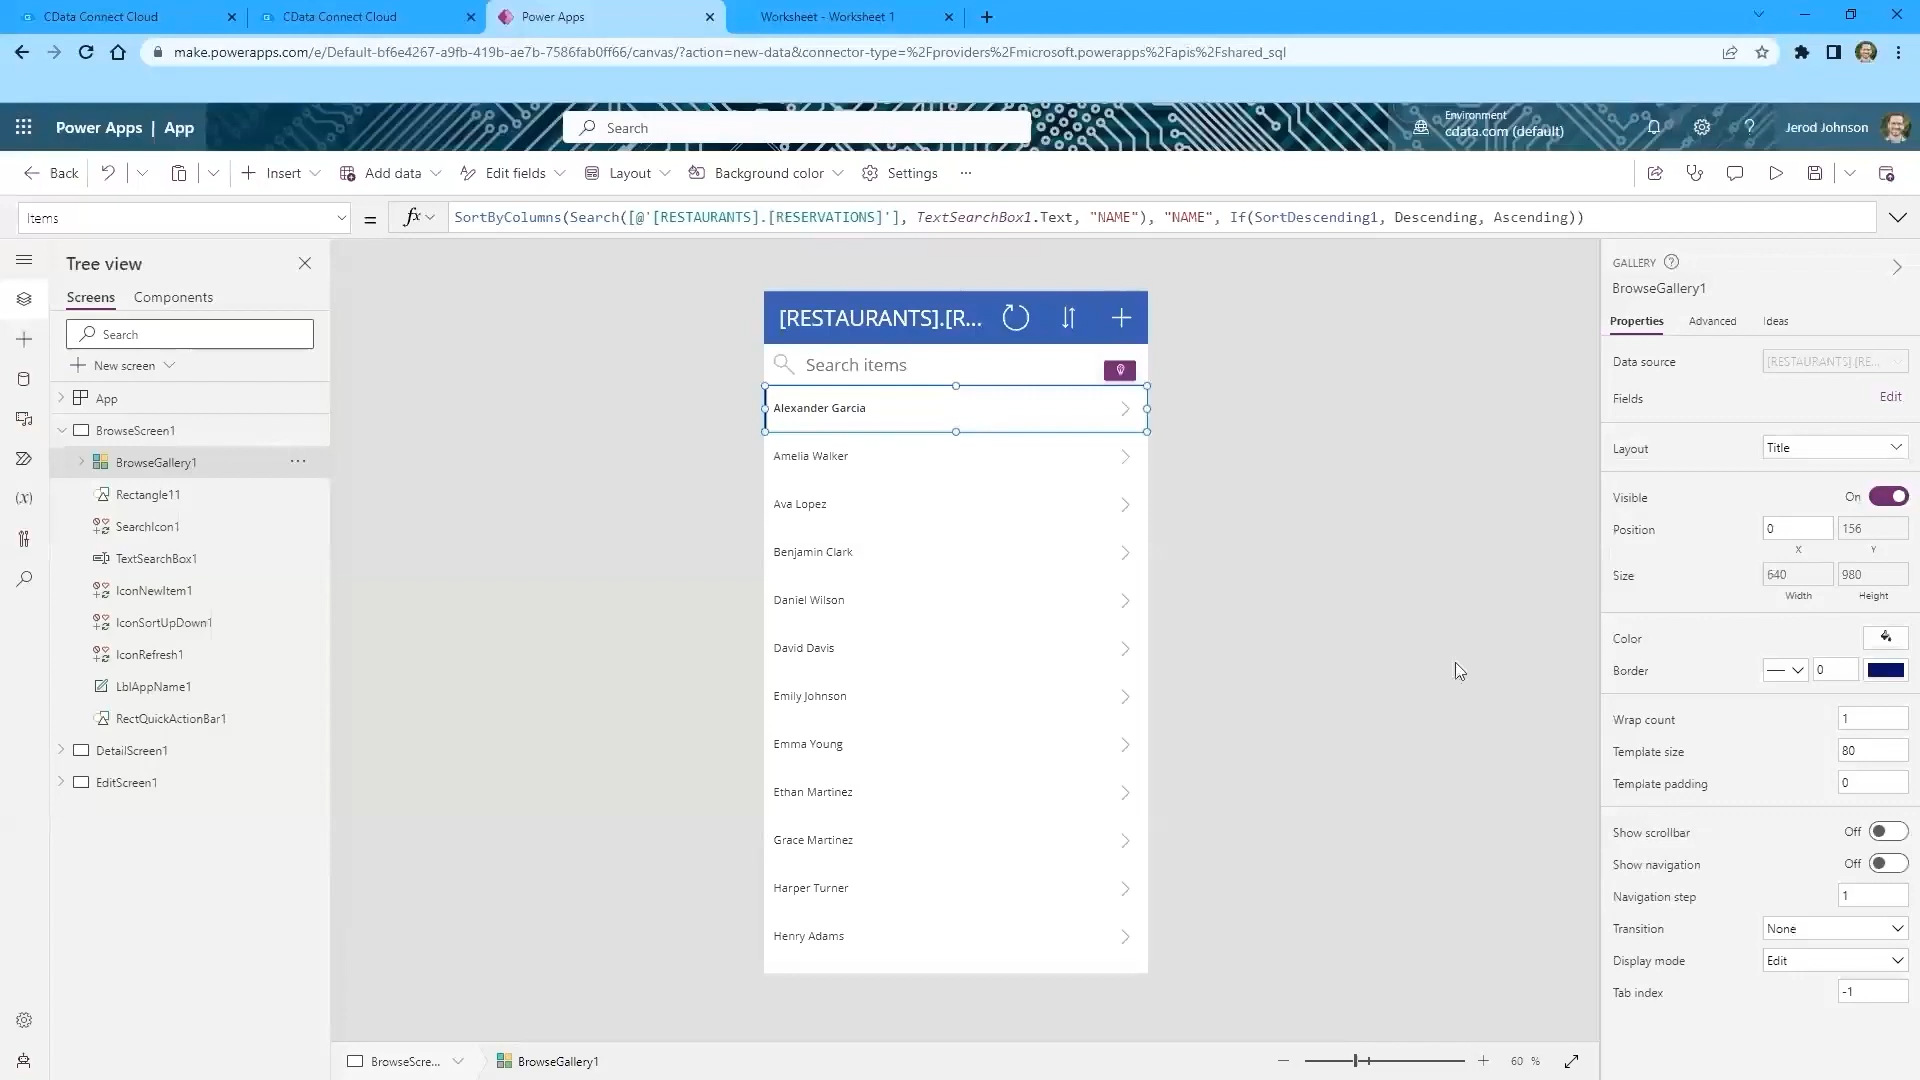 CData Connect Cloud
CData Connect Cloud
Power Apps
Worksheet - Worksheet 1
make.powerapps.com/e/Default-bf6e4267-a9fb-419b-ae7b-7586fab0ff66/canvas/?action=new-data&connector-type=%2Fproviders%2Fmicrosoft.powerapps%2Fapis%2Fshared_sql
Power Apps | App
Search
Environment
cdata.com (default)
Jerod Johnson
Back
Insert
Add data
Edit fields
Layout
Background color
Settings
Items
= fx SortByColumns(Search([@'[RESTAURANTS].[RESERVATIONS]'], TextSearchBox1.Text, "NAME"), "NAME", If(SortDescending1, Descending, Ascending))
Tree view
Screens Components
Search
New screen
App
BrowseScreen1
BrowseGallery1
Rectangle11
SearchIcon1
TextSearchBox1
IconNewItem1
IconSortUpDown1
IconRefresh1
LblAppName1
RectQuickActionBar1
DetailScreen1
EditScreen1
[RESTAURANTS].[R...
Search items
Alexander Garcia
Amelia Walker
Ava Lopez
Benjamin Clark
Daniel Wilson
David Davis
Emily Johnson
Emma Young
Ethan Martinez
Grace Martinez
Harper Turner
Henry Adams
BrowseScre...
BrowseGallery1
60 %
GALLERY
BrowseGallery1
Properties Advanced Ideas
Data source [RESTAURANTS].[RE...
Fields Edit
Layout Title
Visible On
Position 0 156
X Y
Size 640 980
Width Height
Color
Border 0
Wrap count 1
Template size 80
Template padding 0
Show scrollbar Off
Show navigation Off
Navigation step 1
Transition None
Display mode Edit
Tab index -1